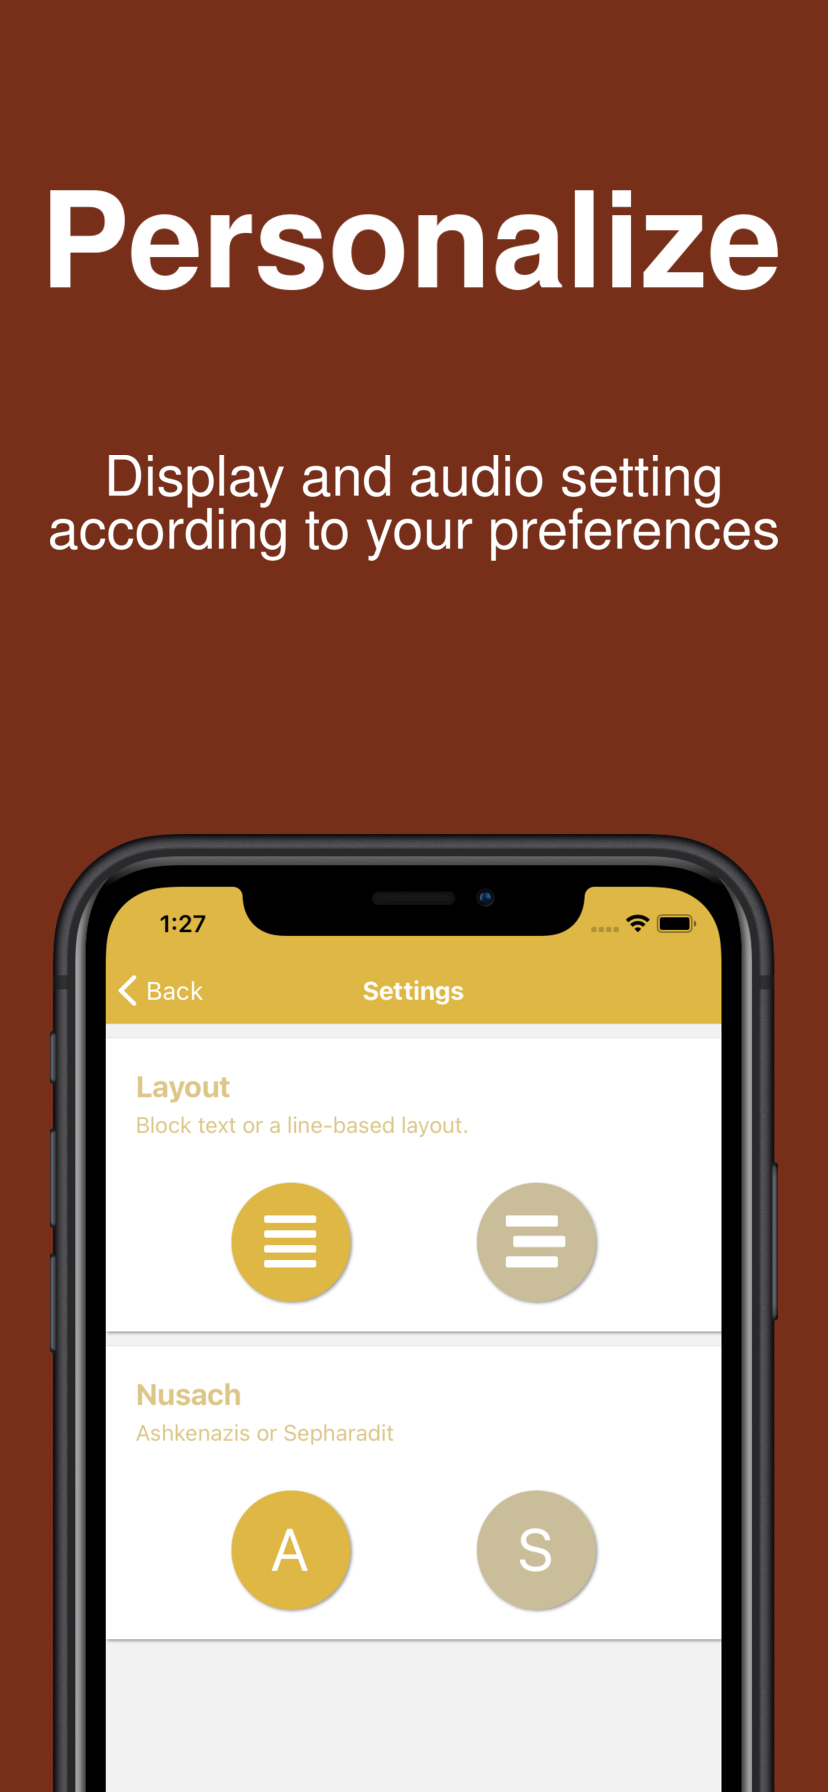 Personalize
Display and audio setting
according to your preferences
1:27
Back
Settings
Layout
Block text or a line-based layout.
Nusach
Ashkenazis or Sepharadit
A
S